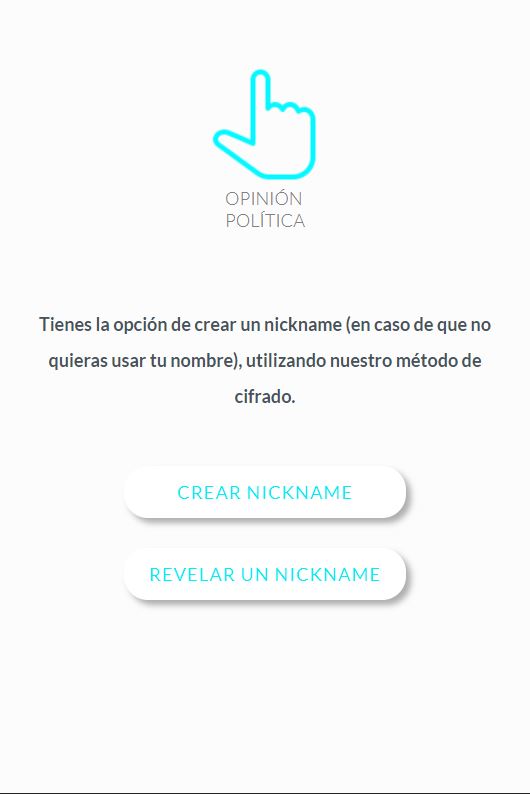 OPINIÓN
POLÍTICA
Tienes la opción de crear un nickname (en caso de que no
quieras usar tu nombre), utilizando nuestro método de
cifrado.
CREAR NICKNAME
REVELAR UN NICKNAME